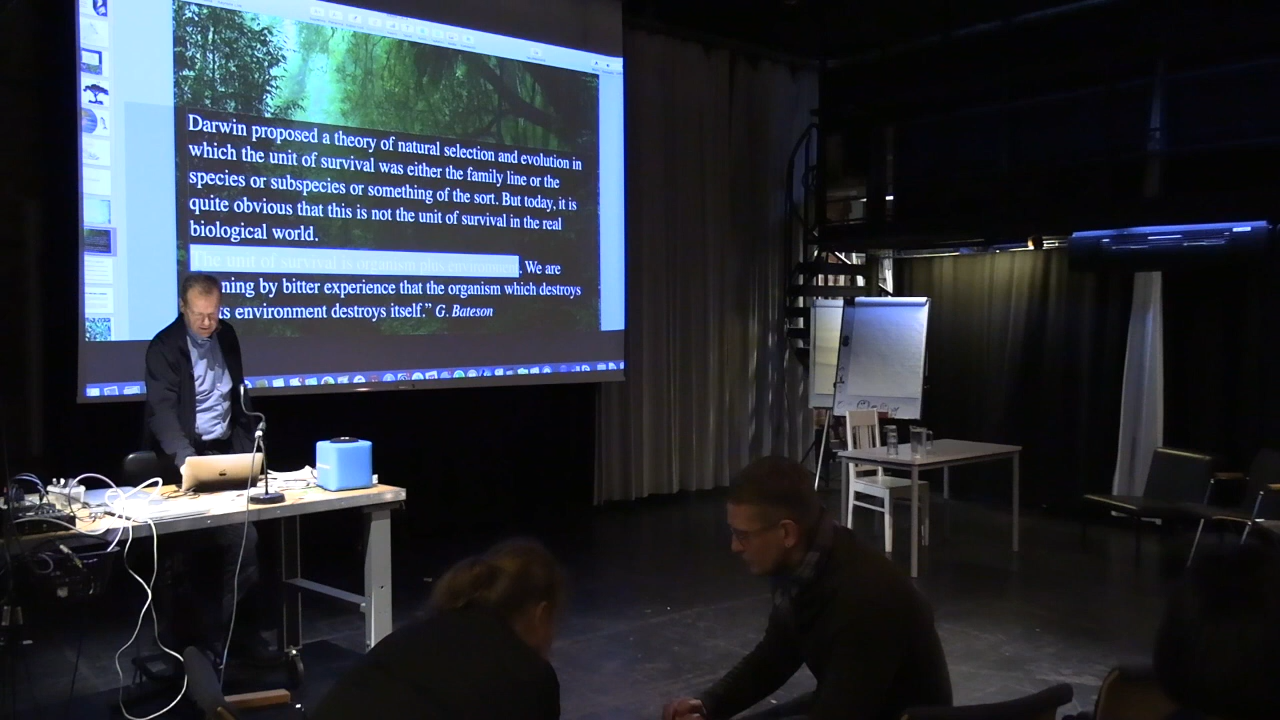 Darwin proposed a theory of natural selection and evolution in
which the unit of survival was either the family line or the
species or subspecies or something of the sort. But today, it is
quite obvious that this is not the unit of survival in the real
biological world.
The unit of survival is organism plus environment. We are
ning by bitter experience that the organism which destroys
ts environment destroys itself.” G. Bateson